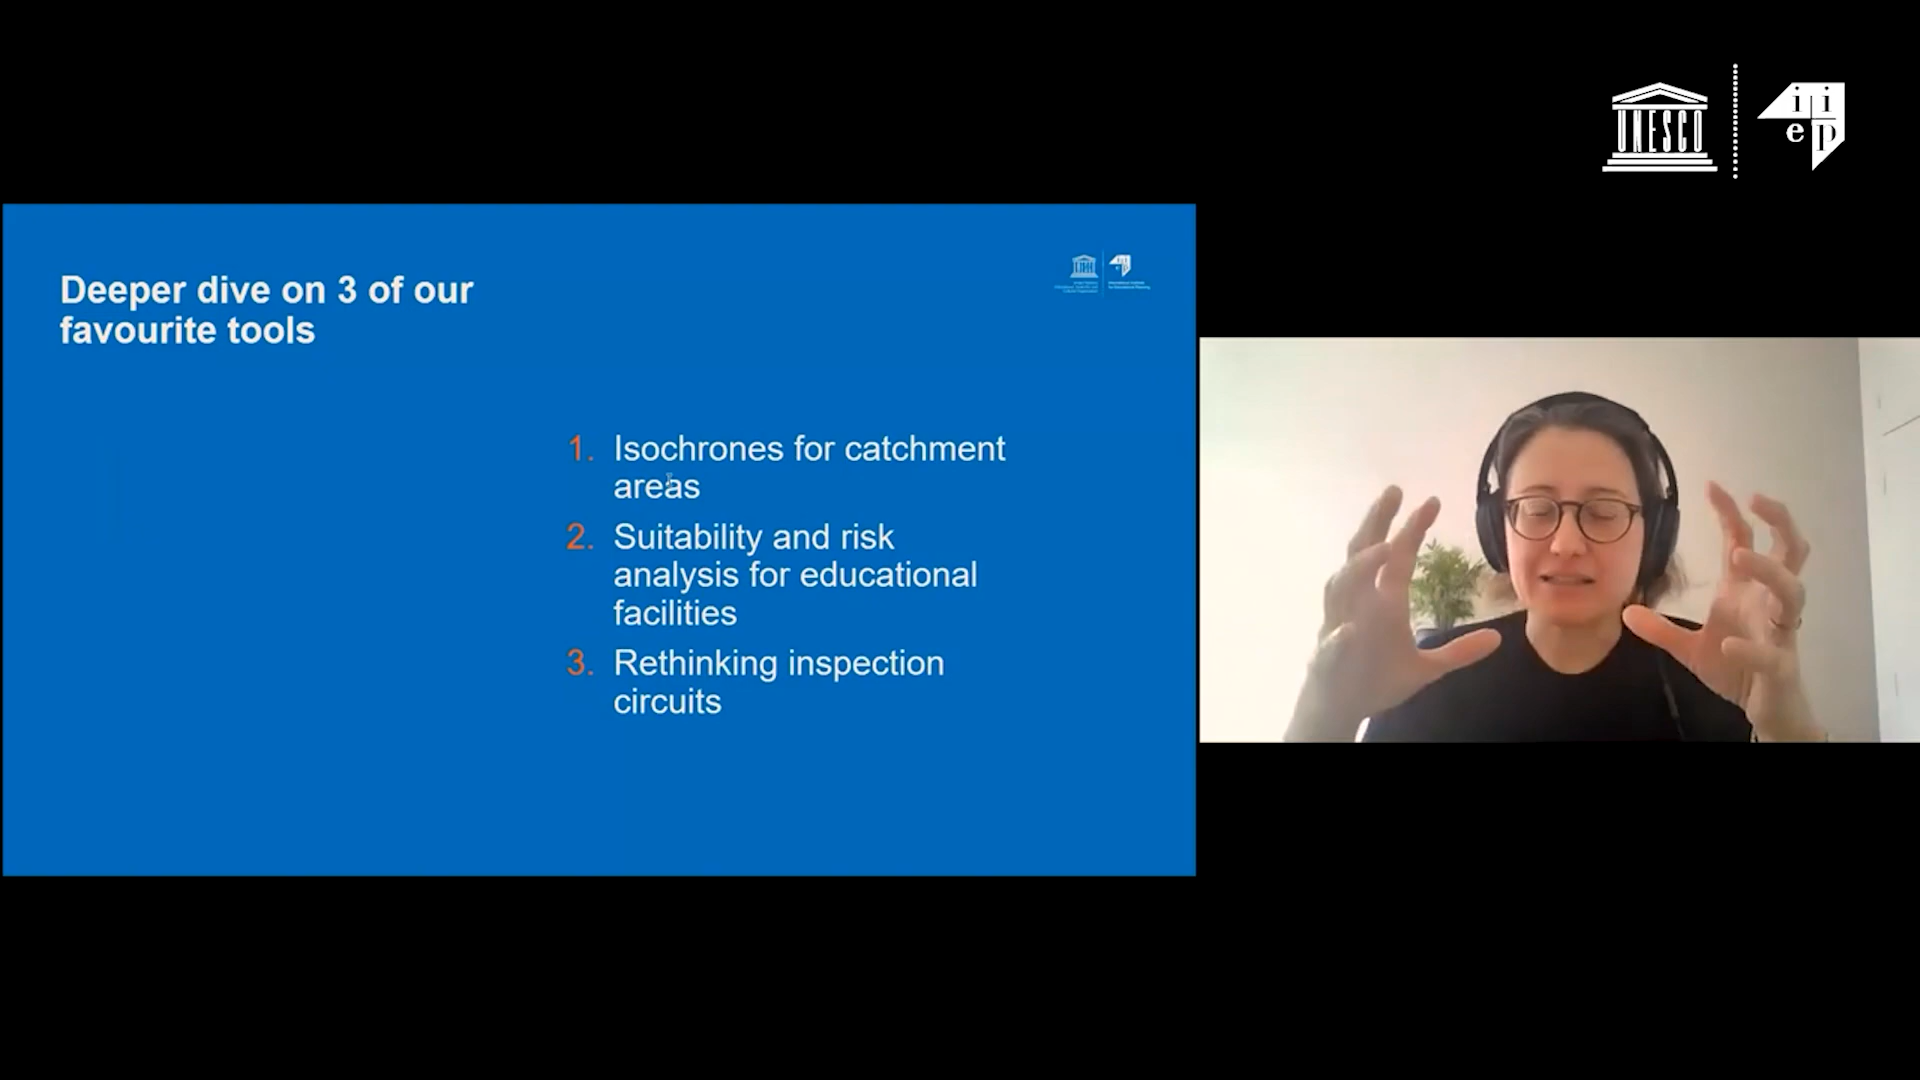 UNESCO
iiep
Deeper dive on 3 of our
favourite tools
1. Isochrones for catchment
areas
2. Suitability and risk
analysis for educational
facilities
3. Rethinking inspection
circuits